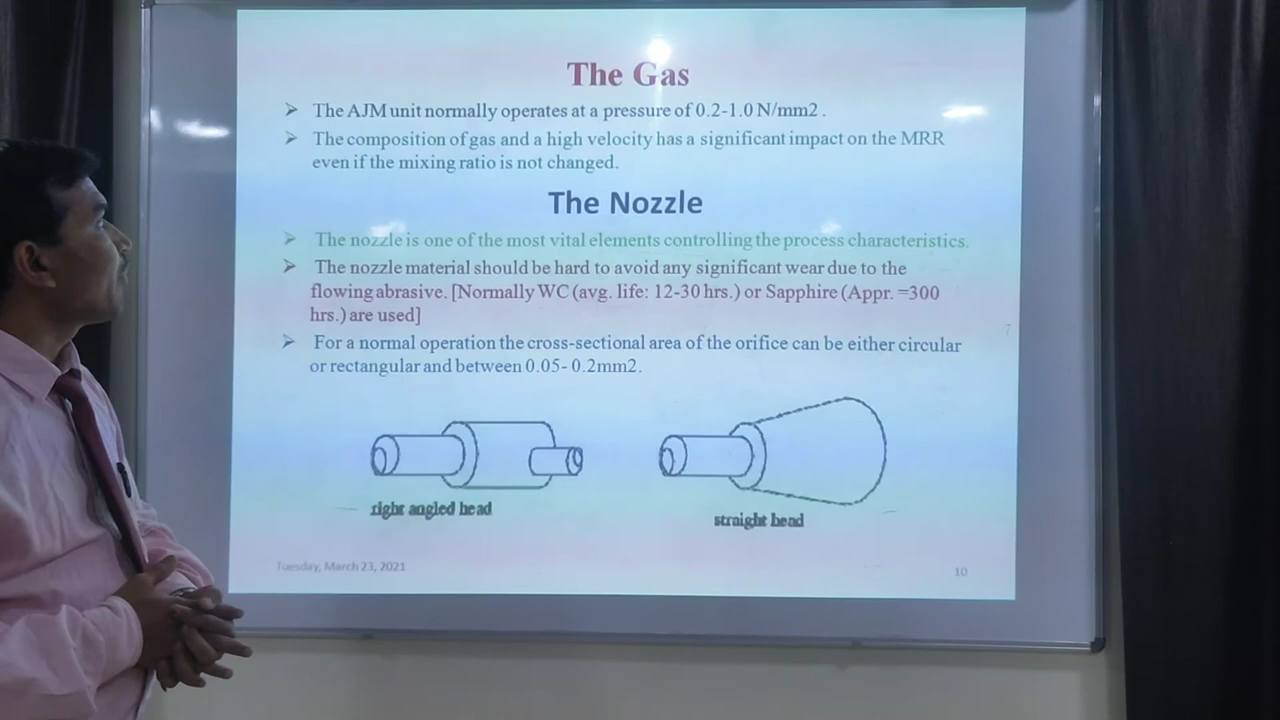 The Gas
➢ The AJM unit normally operates at a pressure of 0.2-1.0 N/mm2 .
➢ The composition of gas and a high velocity has a significant impact on the MRR
even if the mixing ratio is not changed.
The Nozzle
➢ The nozzle is one of the most vital elements controlling the process characteristics.
➢ The nozzle material should be hard to avoid any significant wear due to the
flowing abrasive. [Normally WC (avg. life: 12-30 hrs.) or Sapphire (Appr. =300
hrs.) are used]
➢ For a normal operation the cross-sectional area of the orifice can be either circular
or rectangular and between 0.05- 0.2mm2.
right angled head
straight head
Tuesday, March 23, 2021
10